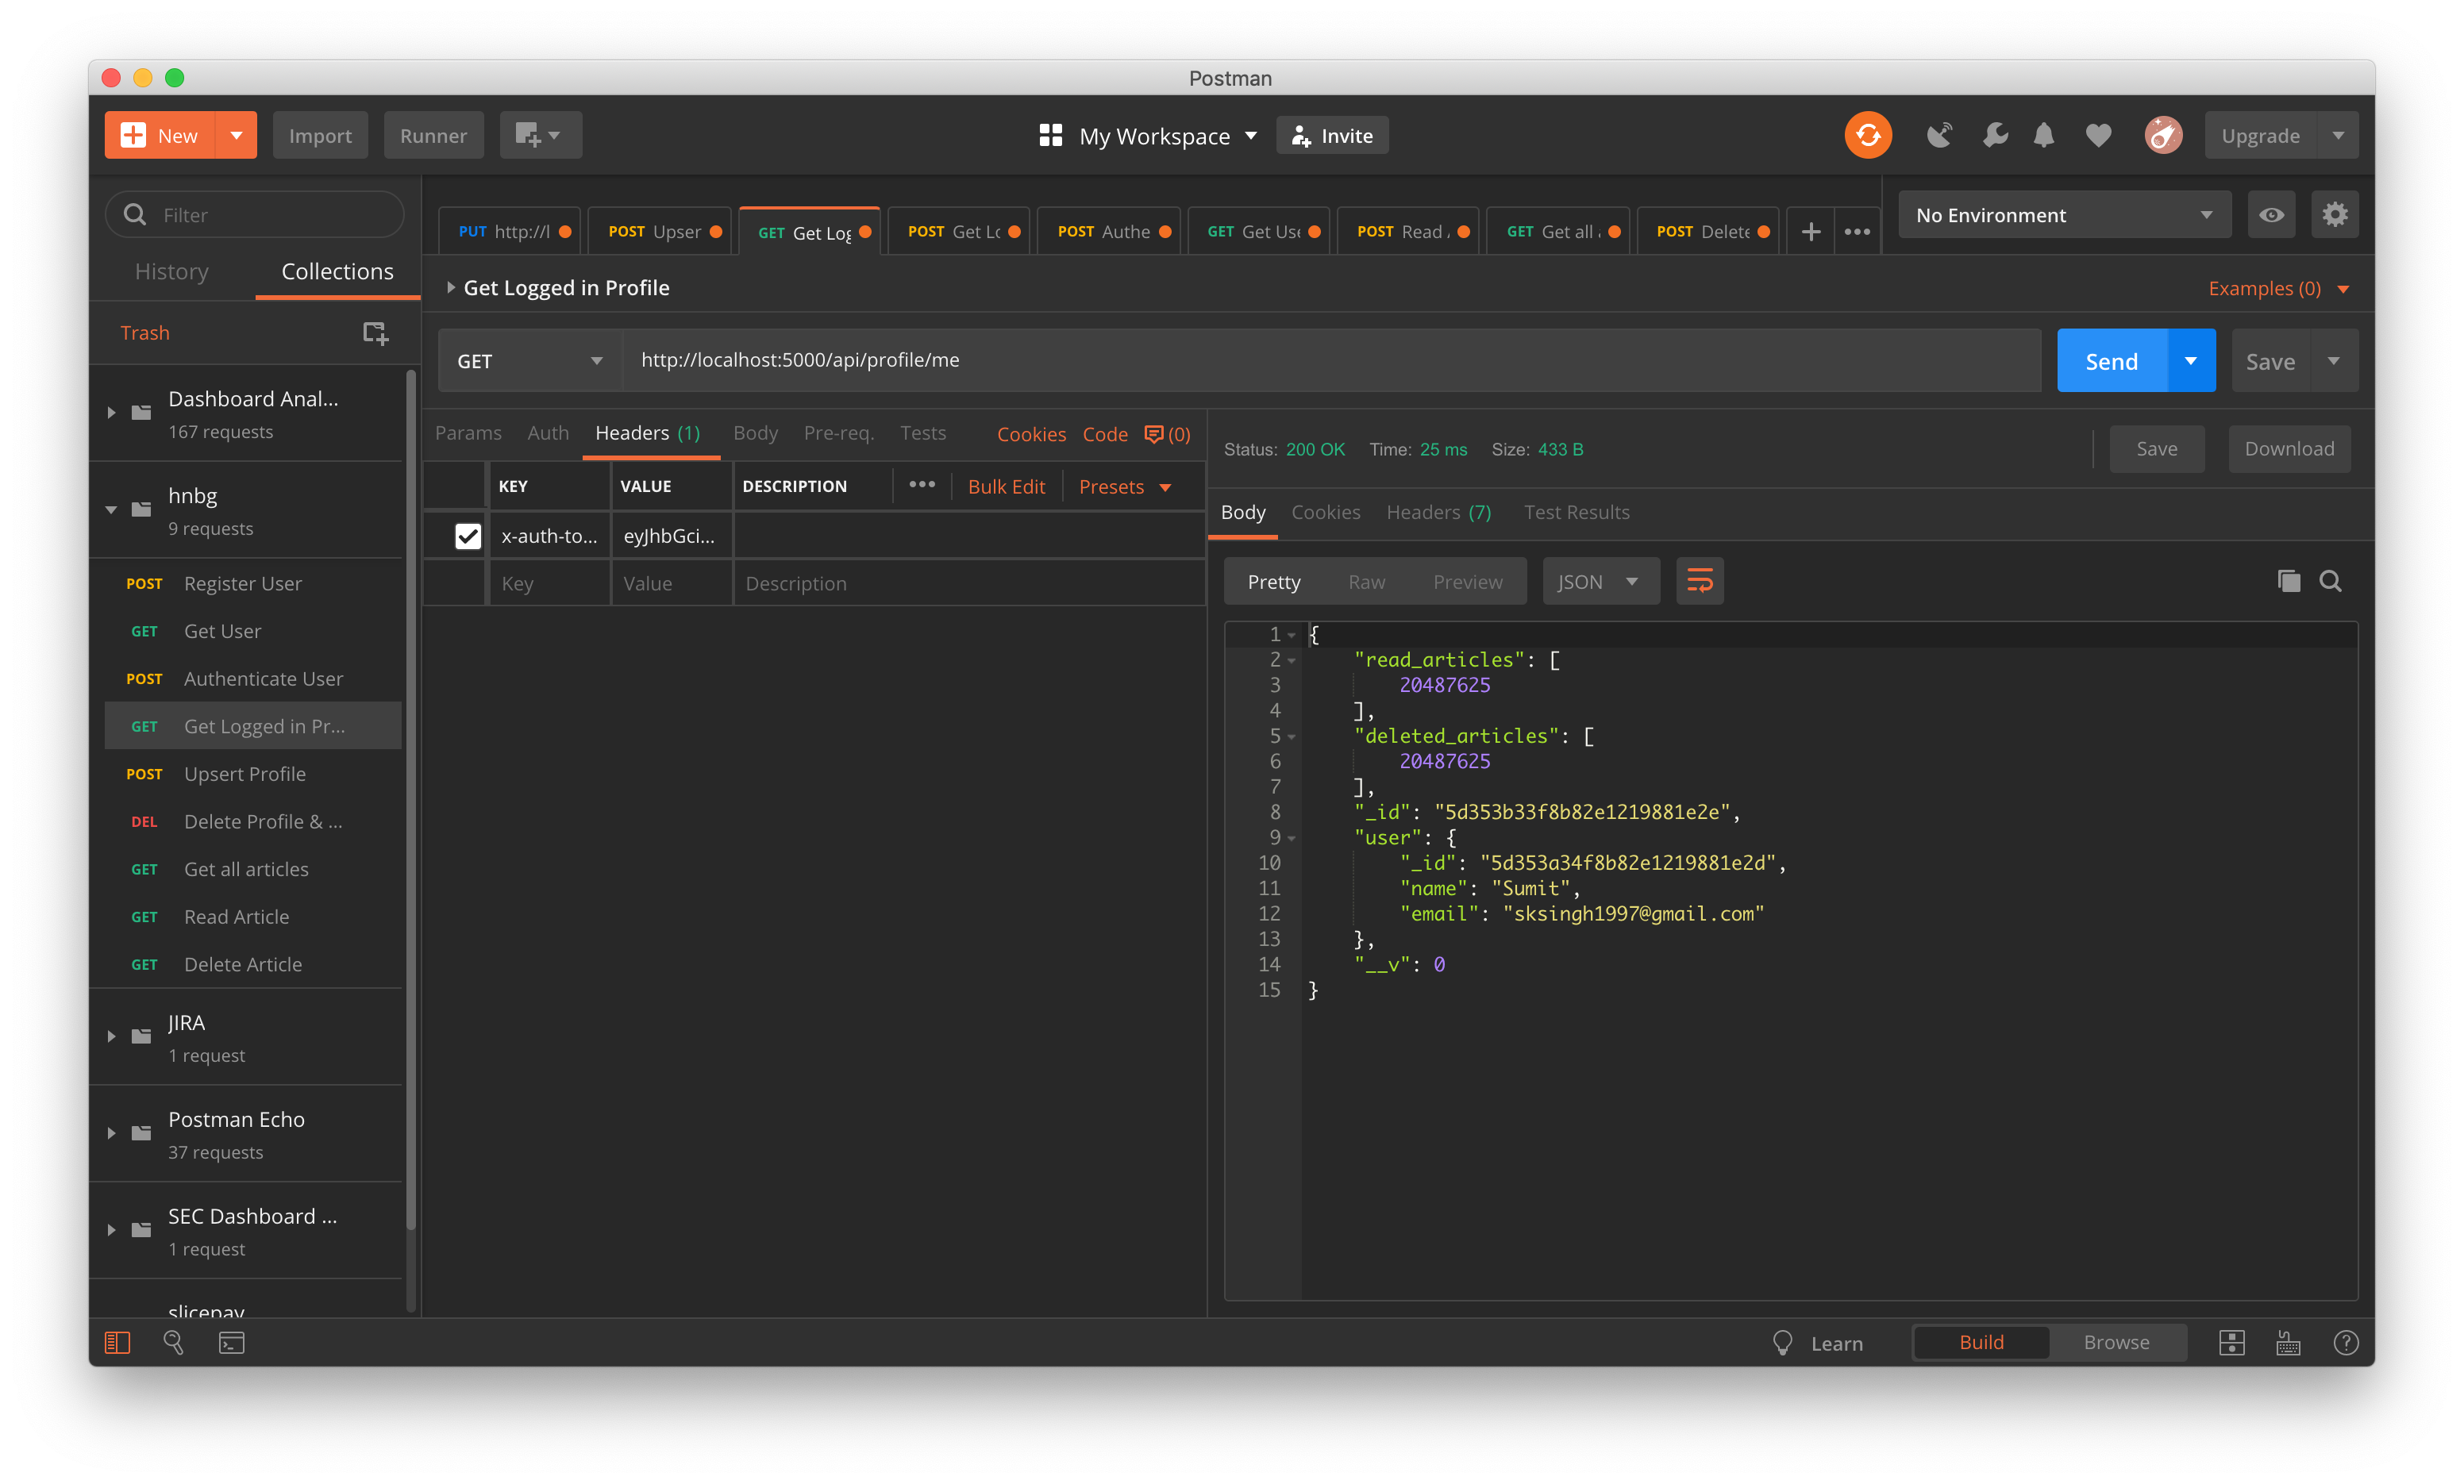 Postman
New
Import
Runner
My Workspace
Invite
Upgrade
Filter
History
Collections
Trash
Dashboard Anal...
167 requests
hnbg
9 requests
POST Register User
GET Get User
POST Authenticate User
GET Get Logged in Pr...
POST Upsert Profile
DEL Delete Profile & ...
GET Get all articles
GET Read Article
GET Delete Article
JIRA
1 request
Postman Echo
37 requests
SEC Dashboard ...
1 request
slicepay
PUT http://l
POST Upser
GET Get Log
POST Get Lc
POST Authe
GET Get Use
POST Read
GET Get all
POST Delete
No Environment
Get Logged in Profile
Examples (0)
GET
http://localhost:5000/api/profile/me
Send
Save
Params
Auth
Headers (1)
Body
Pre-req.
Tests
Cookies
Code
(0)
KEY
VALUE
DESCRIPTION
Bulk Edit
Presets
x-auth-to...
eyJhbGci...
Key
Value
Description
Status: 200 OK
Time: 25 ms
Size: 433 B
Save
Download
Body
Cookies
Headers (7)
Test Results
Pretty
Raw
Preview
JSON
1 {
2 "read_articles": [
3 20487625
4 ],
5 "deleted_articles": [
6 20487625
7 ],
8 "_id": "5d353b33f8b82e1219881e2e",
9 "user": {
10 "_id": "5d353a34f8b82e1219881e2d",
11 "name": "Sumit",
12 "email": "sksingh1997@gmail.com"
13 },
14 "__v": 0
15 }
Learn
Build
Browse